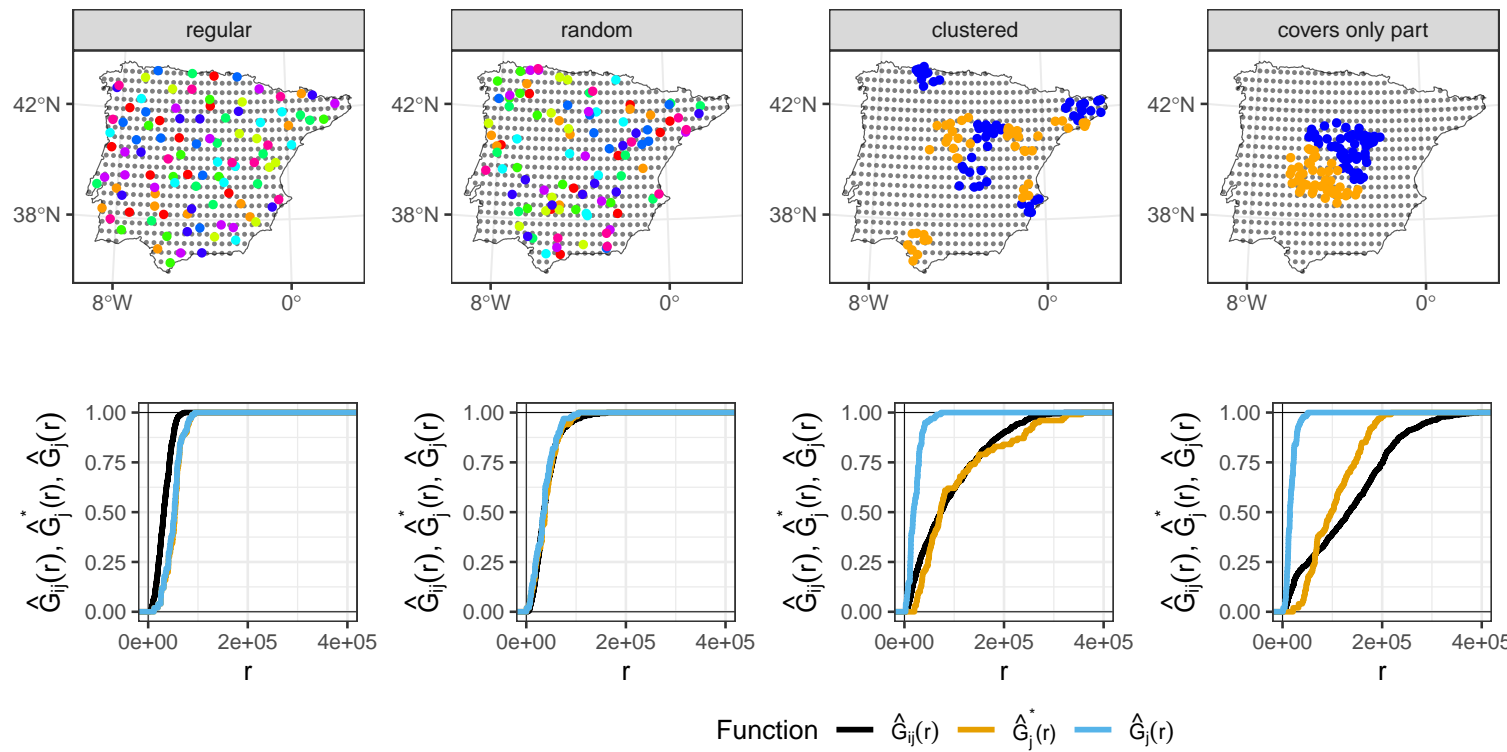 regular random clustered covers only part
42°N 42°N 42°N 42°N
38°N 38°N 38°N 38°N
8°W 0° 8°W 0° 8°W 0° 8°W 0°
Ĝij(r), Ĝj*(r), Ĝj(r) Ĝij(r), Ĝj*(r), Ĝj(r) Ĝij(r), Ĝj*(r), Ĝj(r) Ĝij(r), Ĝj*(r), Ĝj(r)
1.00 1.00 1.00 1.00
0.75 0.75 0.75 0.75
0.50 0.50 0.50 0.50
0.25 0.25 0.25 0.25
0.00 0.00 0.00 0.00
0e+00 2e+05 4e+05 0e+00 2e+05 4e+05 0e+00 2e+05 4e+05 0e+00 2e+05 4e+05
r r r r
Function Ĝij(r) Ĝj*(r) Ĝj(r)